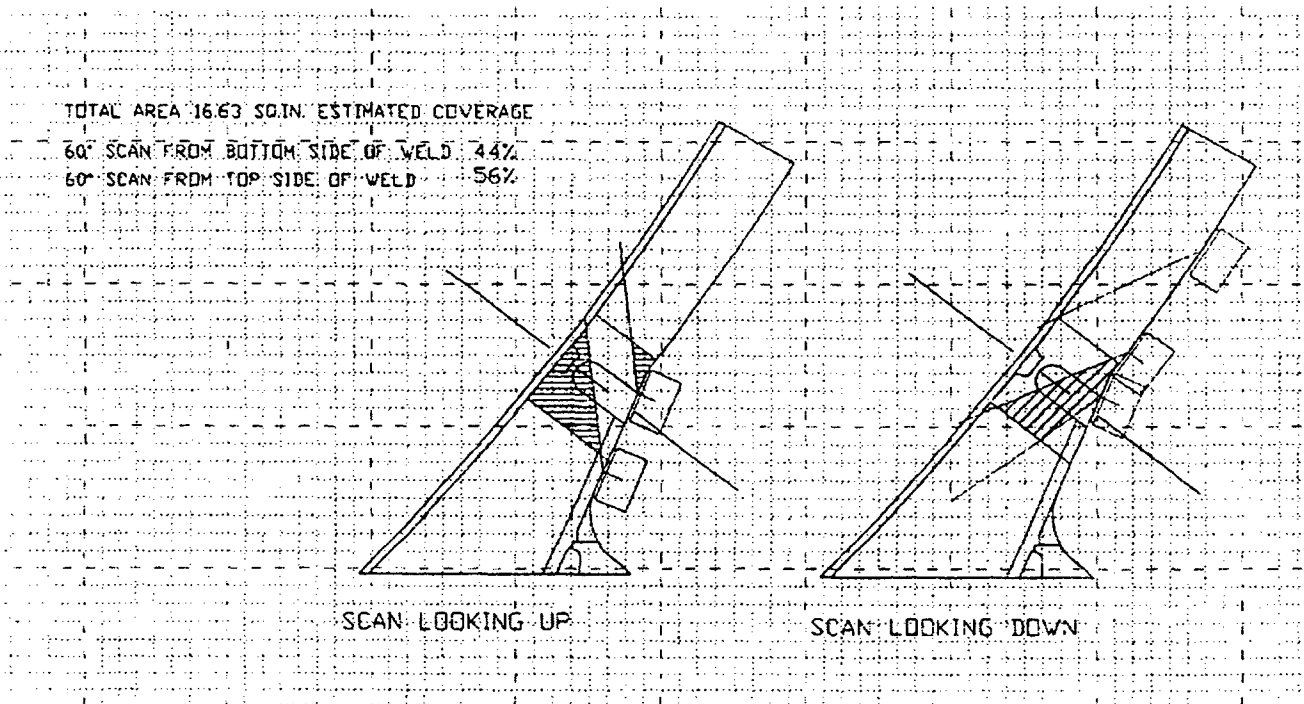 TOTAL AREA 16.63 SQ.IN. ESTIMATED COVERAGE
60° SCAN FROM BOTTOM SIDE OF WELD 44%
60° SCAN FROM TOP SIDE OF WELD 56%
SCAN LOOKING UP
SCAN LOOKING DOWN